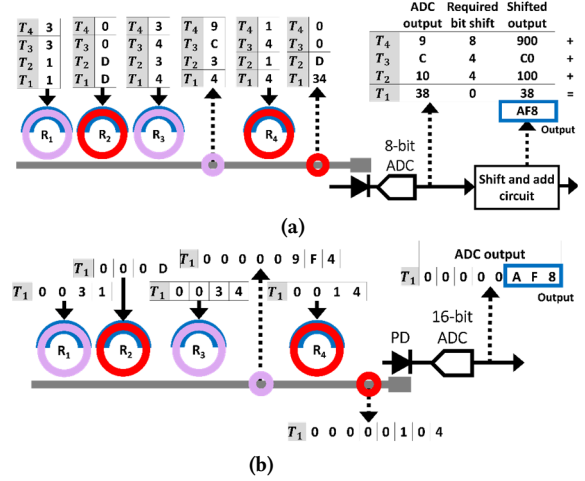 ADC output Required bit shift Shifted output
T4 3 T4 0 T4 3 T4 9 T4 1 T4 0 T4 9 8 900 +
T3 3 T3 0 T3 4 T3 C T3 4 T3 0 T3 C 4 C0 +
T2 1 T2 D T2 3 T2 3 T2 1 T2 D T2 10 4 100 +
T1 1 T1 D T1 4 T1 4 T1 4 T1 34 T1 38 0 38 =
AF8
Output
R1 R2 R3 R4
8-bit ADC
Shift and add circuit
(a)
T1 0 0 0 D T1 0 0 0 0 0 9 F 4 ADC output
T1 0 0 0 0 0 A F 8
Output
T1 0 0 3 1 T1 0 0 3 4 T1 0 0 1 4
R1 R2 R3 R4
PD 16-bit ADC
T1 0 0 0 0 0 1 0 4
(b)